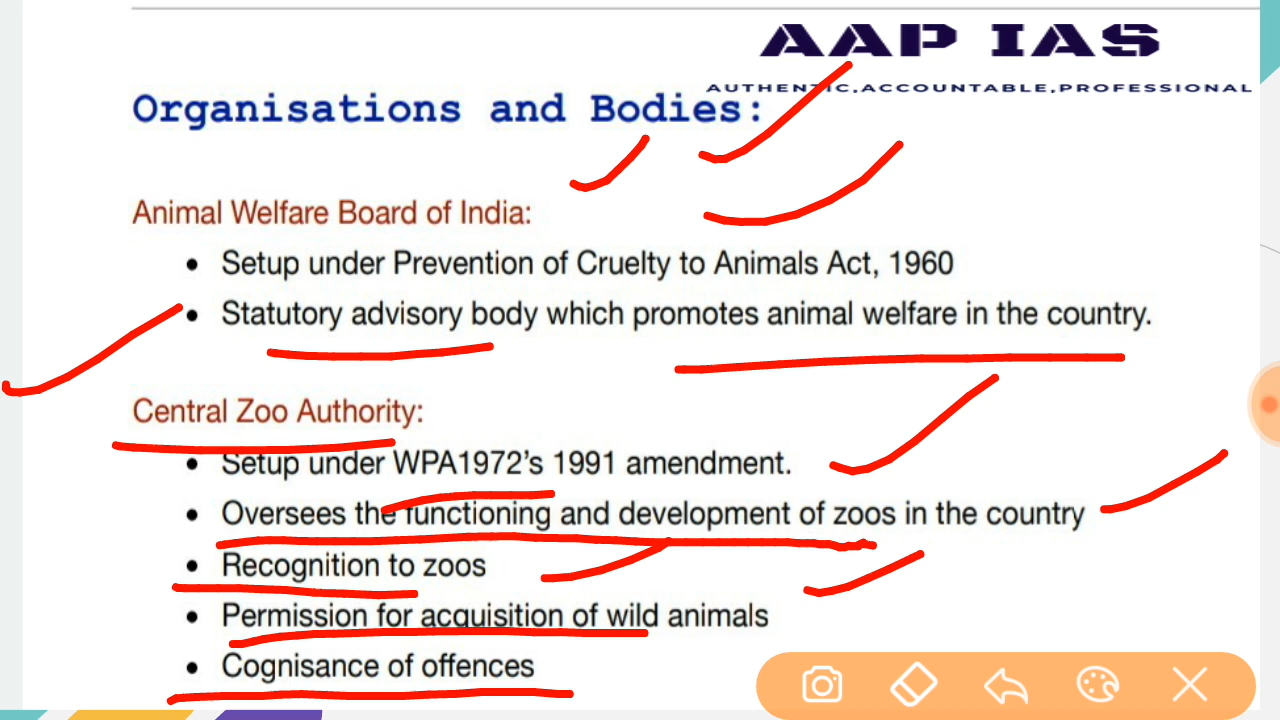 AAP IAS
AUTHENTIC,ACCOUNTABLE,PROFESSIONAL
Organisations and Bodies:
Animal Welfare Board of India:
• Setup under Prevention of Cruelty to Animals Act, 1960
• Statutory advisory body which promotes animal welfare in the country.
Central Zoo Authority:
• Setup under WPA1972’s 1991 amendment.
• Oversees the functioning and development of zoos in the country
• Recognition to zoos
• Permission for acquisition of wild animals
• Cognisance of offences